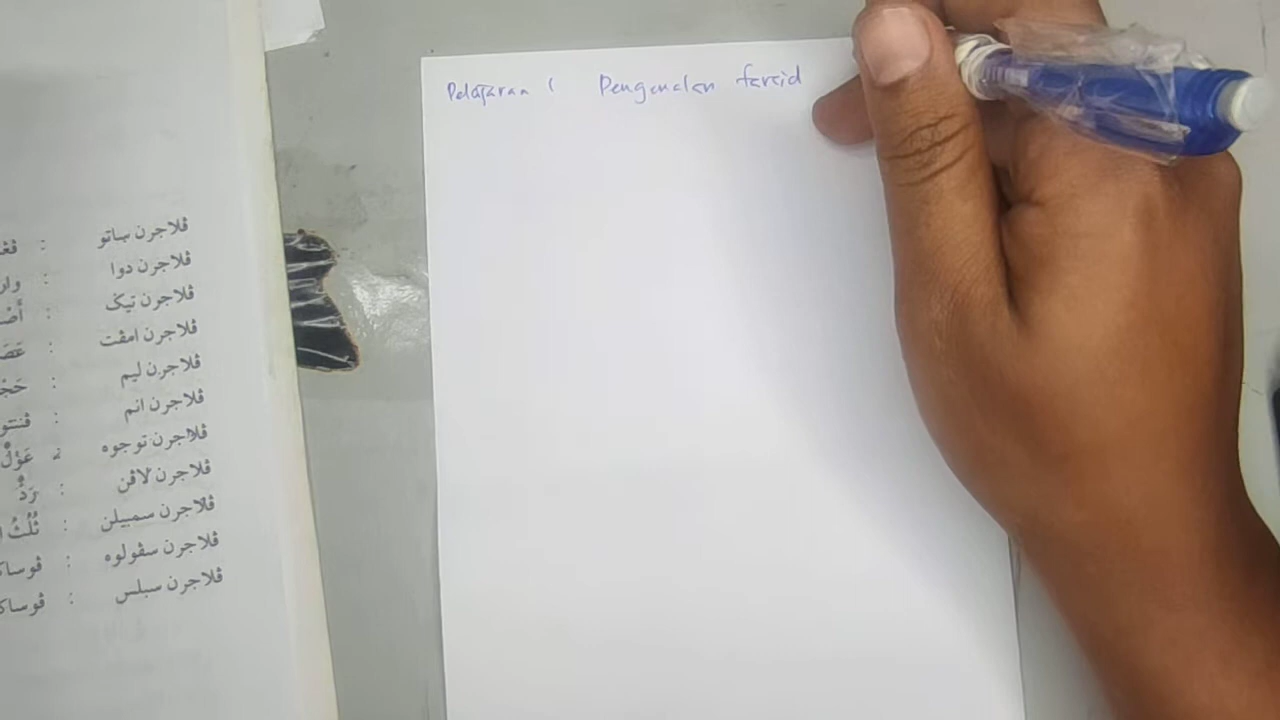 Pelajaran 1 Pengenalan faraid
ڤلاجرن ساتو :
ڤلاجرن دوا :
ڤلاجرن تيݢ :
ڤلاجرن امڤت :
ڤلاجرن ليم :
ڤلاجرن انم :
ڤلاجرن توجوه : عَوْلٌ
ڤلاجرن لاڤن : رَدٌّ
ڤلاجرن سمبيلن : ثُلُثُ
ڤلاجرن سڤولوه :
ڤلاجرن سبلس :